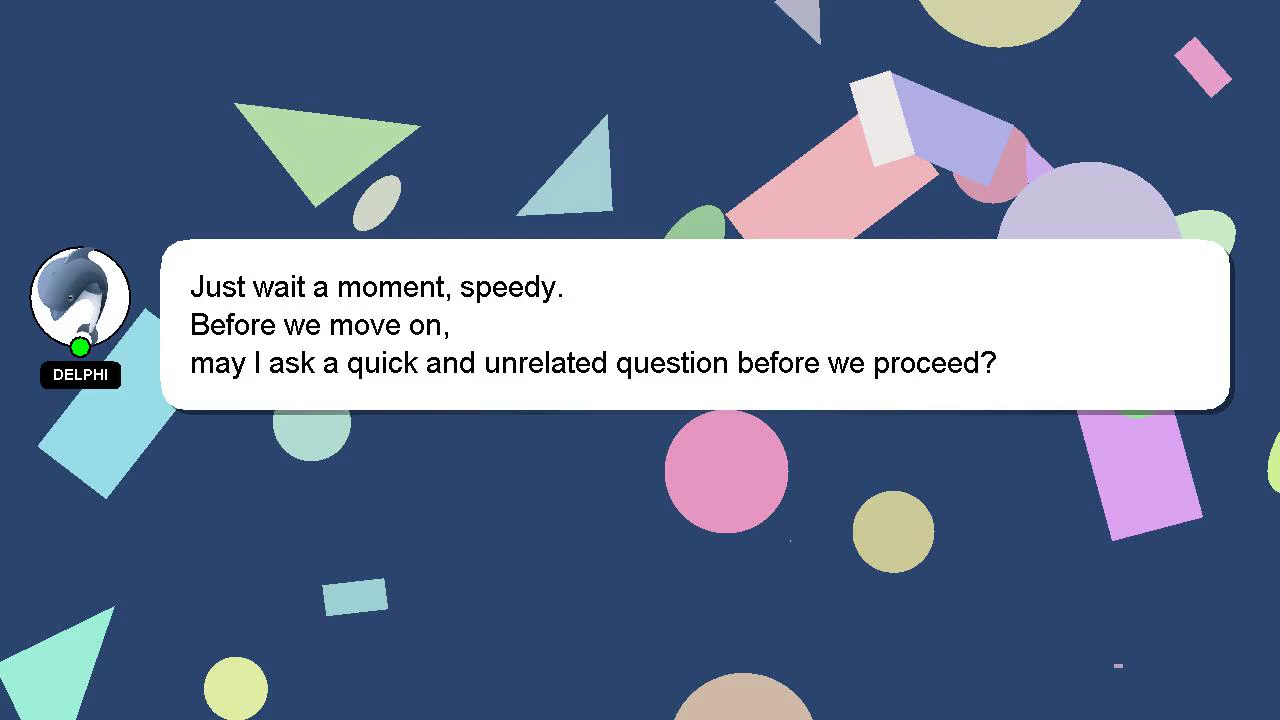 Just wait a moment, speedy.
Before we move on,
may I ask a quick and unrelated question before we proceed?
DELPHI